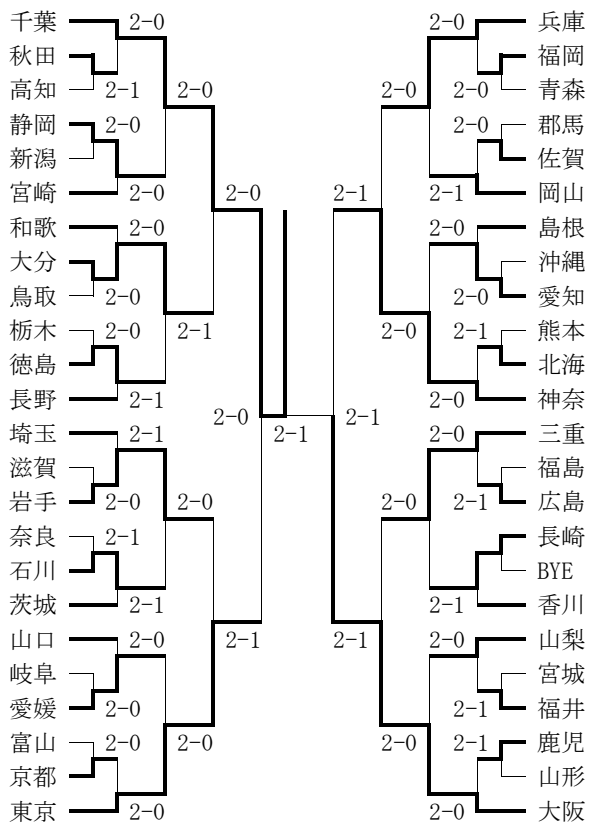 千葉 2-0 2-0 兵庫
秋田 福岡
高知 2-1 2-0 2-0 2-0 青森
静岡 2-0 2-0 郡馬
新潟 佐賀
宮崎 2-0 2-0 2-1 2-1 岡山
和歌 2-0 2-0 島根
大分 沖縄
鳥取 2-0 2-0 愛知
栃木 2-0 2-1 2-0 2-1 熊本
徳島 北海
長野 2-1 2-0 神奈
埼玉 2-1 2-0 2-1 2-1 2-0 三重
滋賀 福島
岩手 2-0 2-0 2-0 2-1 広島
奈良 2-1 長崎
石川 BYE
茨城 2-1 2-1 香川
山口 2-0 2-1 2-1 2-0 山梨
岐阜 宮城
愛媛 2-0 2-1 福井
富山 2-0 2-0 2-0 2-1 鹿児
京都 山形
東京 2-0 2-0 大阪